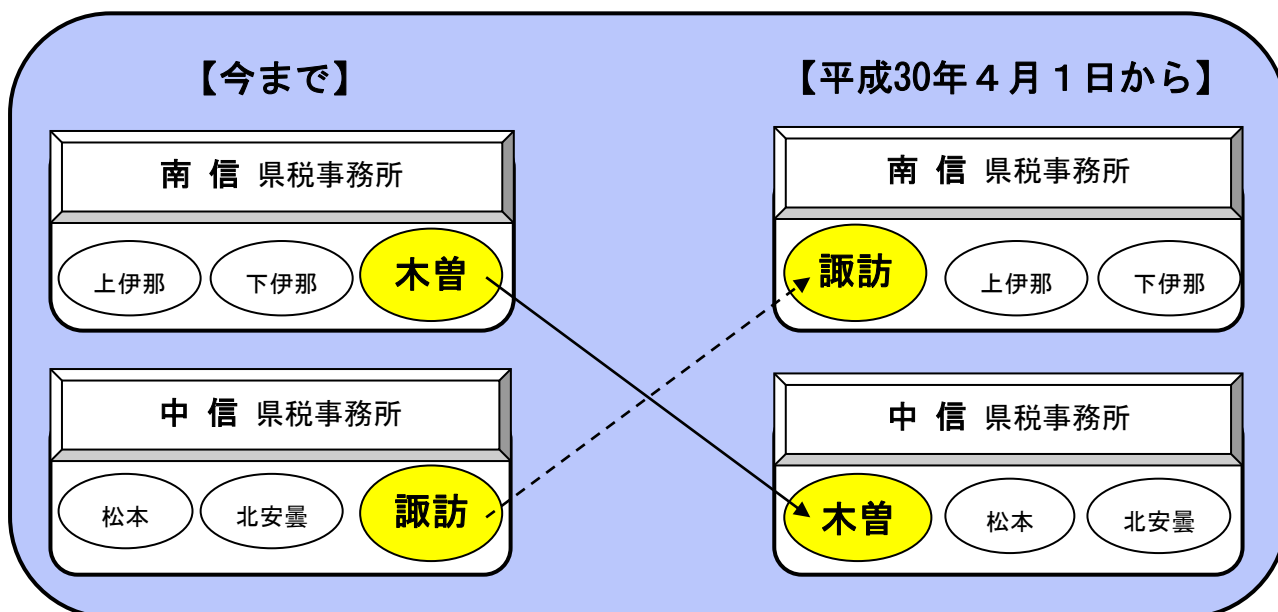 【今まで】
南 信 県税事務所
上伊那 下伊那 木曽
中 信 県税事務所
松本 北安曇 諏訪
【平成30年４月１日から】
南 信 県税事務所
諏訪 上伊那 下伊那
中 信 県税事務所
木曽 松本 北安曇